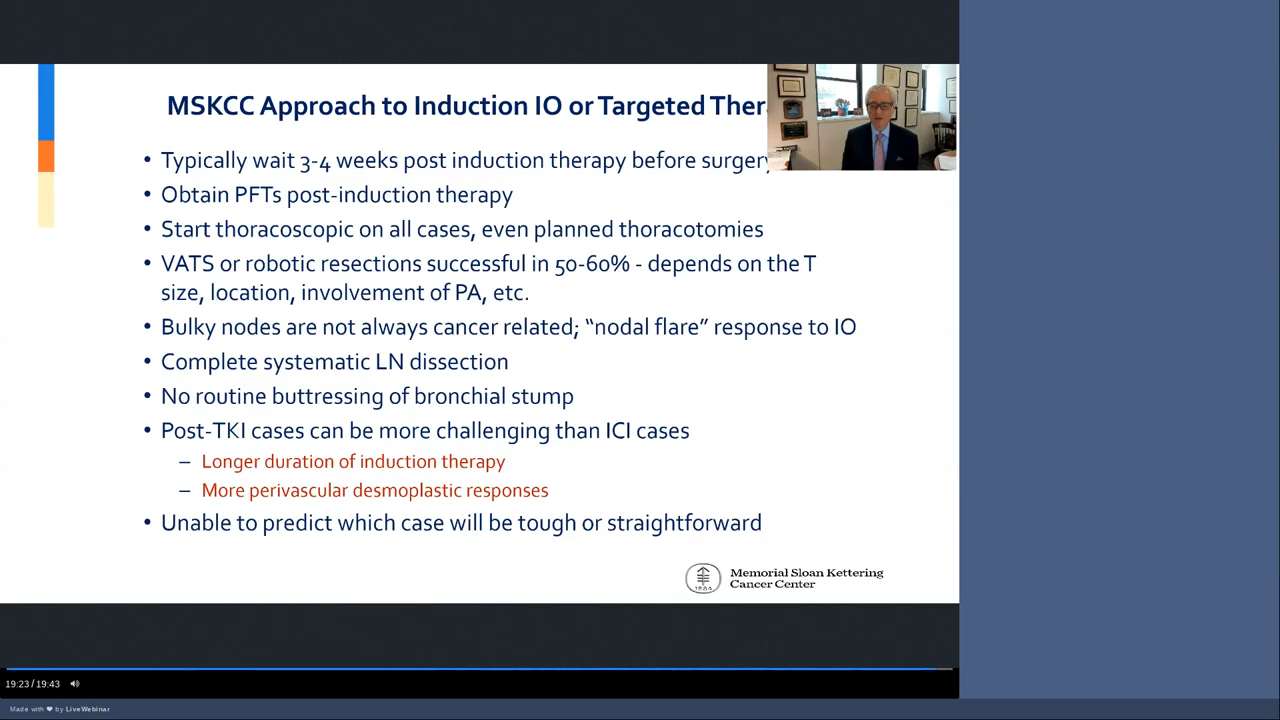 MSKCC Approach to Induction IO or Targeted Thera
• Typically wait 3-4 weeks post induction therapy before surgery
• Obtain PFTs post-induction therapy
• Start thoracoscopic on all cases, even planned thoracotomies
• VATS or robotic resections successful in 50-60% - depends on the T
size, location, involvement of PA, etc.
• Bulky nodes are not always cancer related; “nodal flare” response to IO
• Complete systematic LN dissection
• No routine buttressing of bronchial stump
• Post-TKI cases can be more challenging than ICI cases
– Longer duration of induction therapy
– More perivascular desmoplastic responses
• Unable to predict which case will be tough or straightforward
1884
Memorial Sloan Kettering
Cancer Center
19:23 / 19:43
Made with ❤ by LiveWebinar